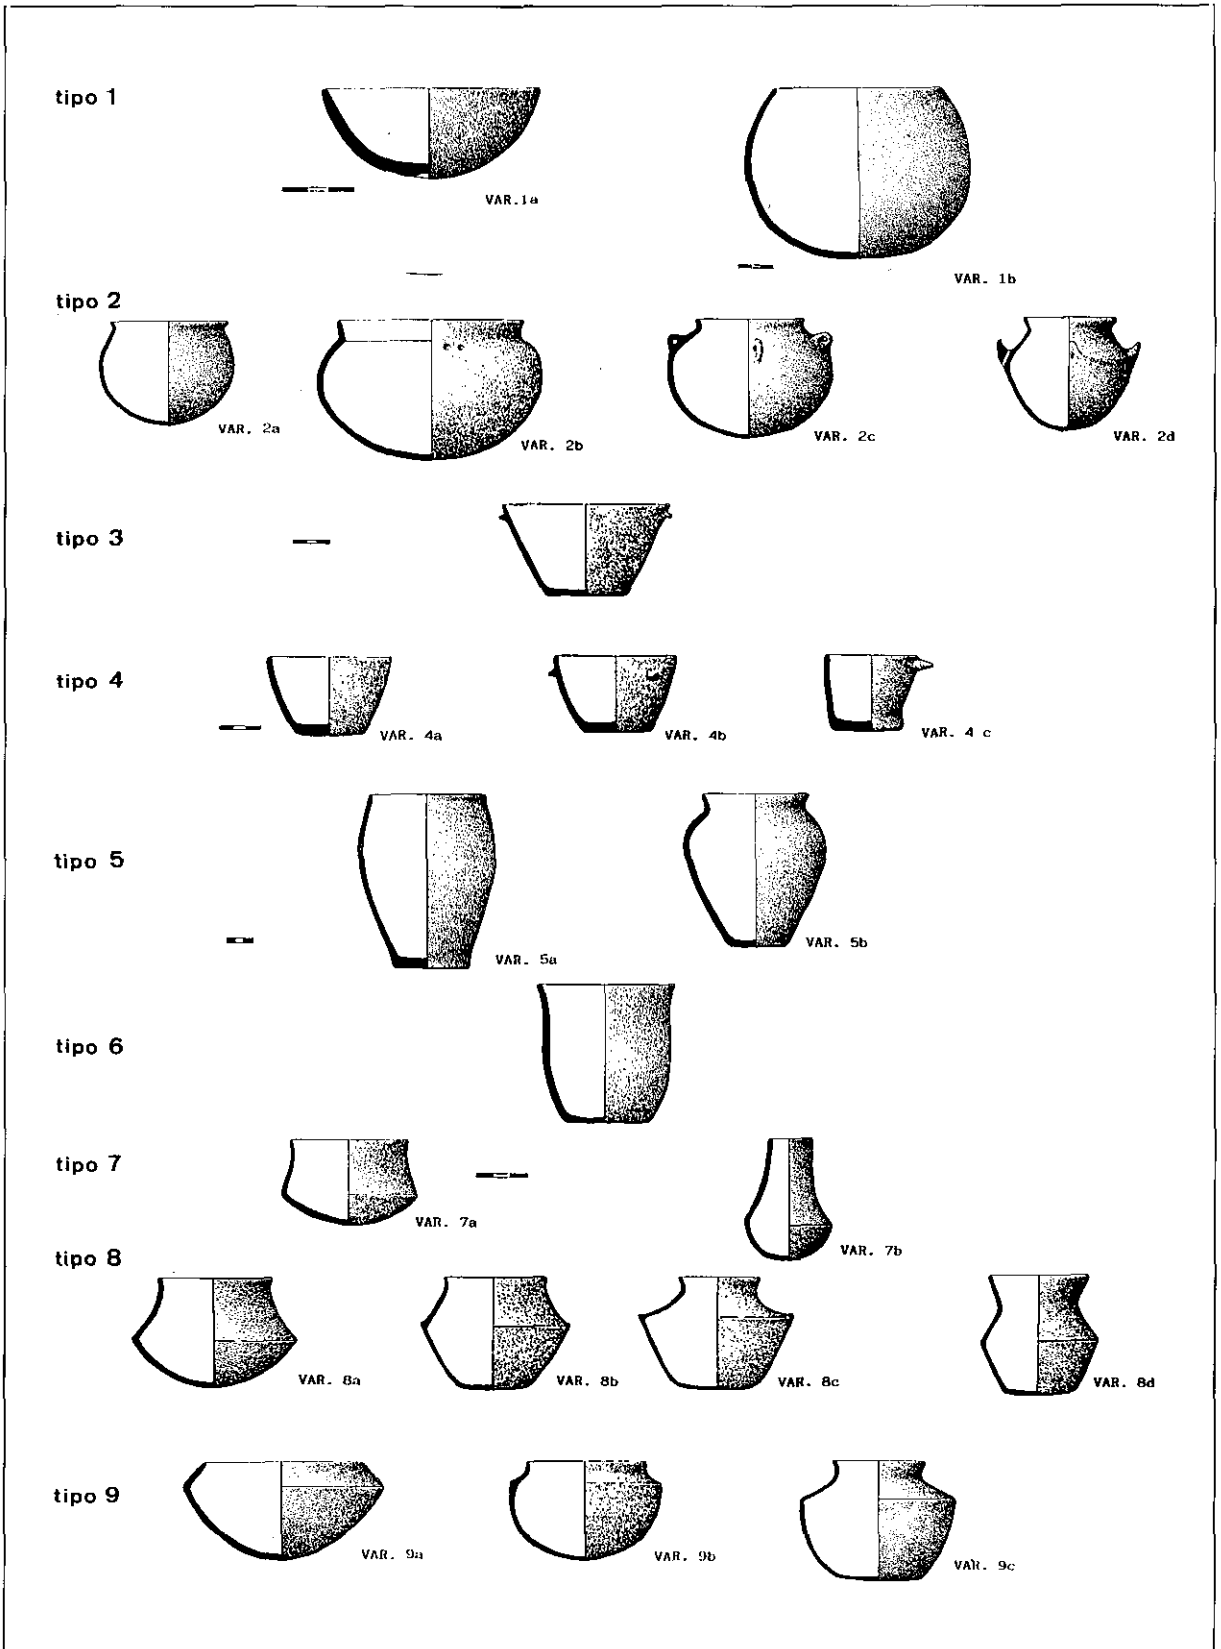 tipo 1
VAR.1a
VAR. 1b
tipo 2
VAR. 2a
VAR. 2b
VAR. 2c
VAR. 2d
tipo 3
tipo 4
VAR. 4a
VAR. 4b
VAR. 4 c
tipo 5
VAR. 5a
VAR. 5b
tipo 6
tipo 7
VAR. 7a
VAR. 7b
tipo 8
VAR. 8a
VAR. 8b
VAR. 8c
VAR. 8d
tipo 9
VAR. 9a
VAR. 9b
VAR. 9c